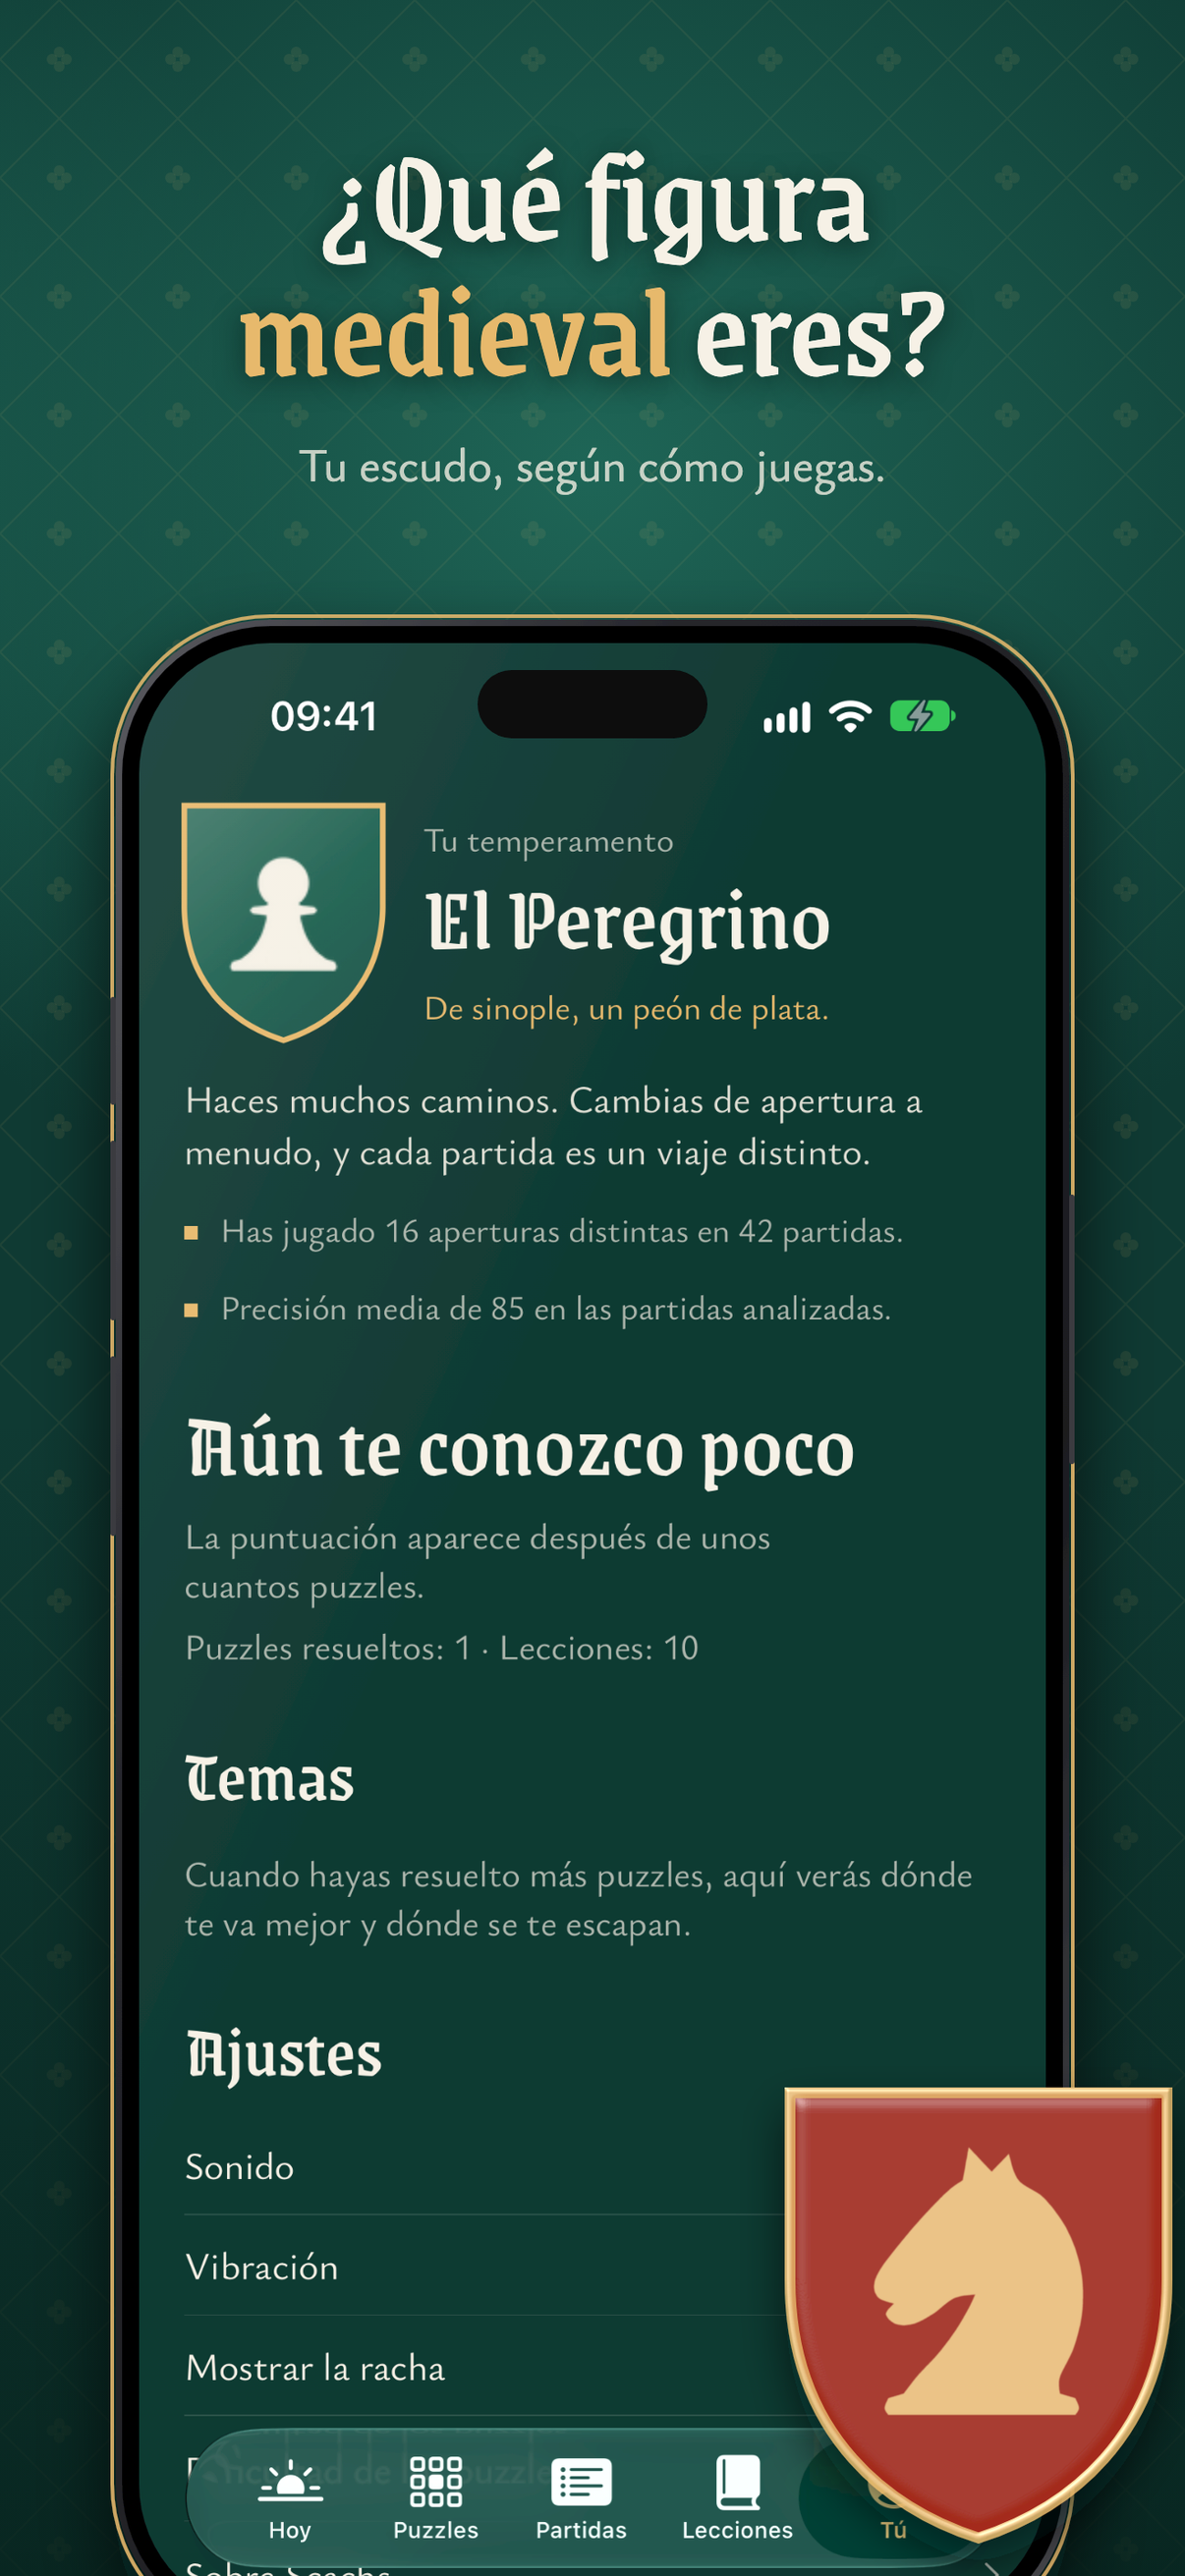 ¿Qué figura
medieval eres?
Tu escudo, según cómo juegas.
09:41
Tu temperamento
El Peregrino
De sinople, un peón de plata.
Haces muchos caminos. Cambias de apertura a
menudo, y cada partida es un viaje distinto.
Has jugado 16 aperturas distintas en 42 partidas.
Precisión media de 85 en las partidas analizadas.
Aún te conozco poco
La puntuación aparece después de unos
cuantos puzzles.
Puzzles resueltos: 1 · Lecciones: 10
Temas
Cuando hayas resuelto más puzzles, aquí verás dónde
te va mejor y dónde se te escapan.
Ajustes
Sonido
Vibración
Mostrar la racha
Hoy
Puzzles
Partidas
Lecciones
Tú